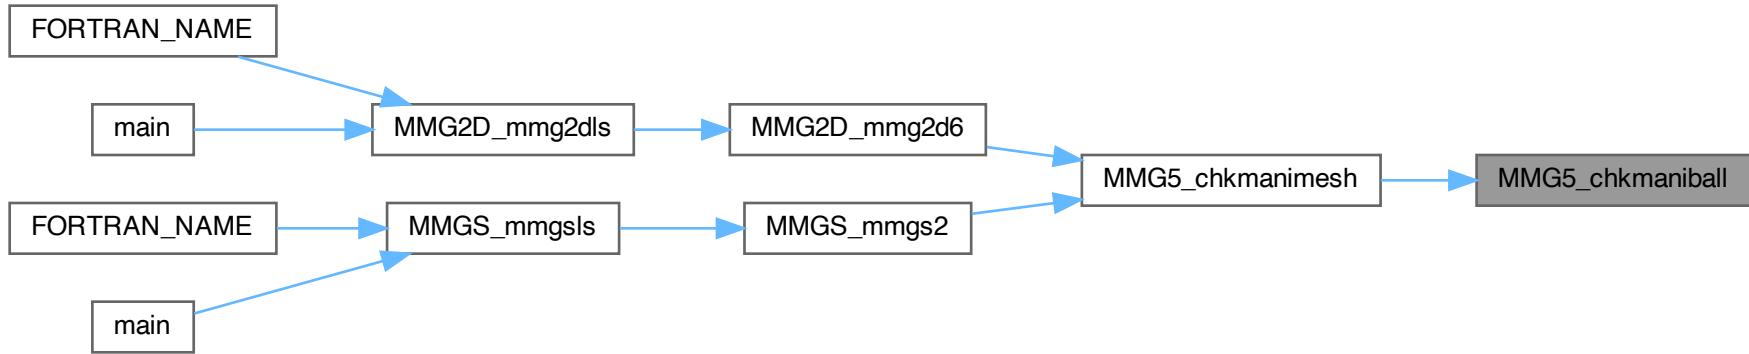 FORTRAN_NAME
main
MMG2D_mmg2dls
MMG2D_mmg2d6
MMG5_chkmanimesh
MMG5_chkmaniball
FORTRAN_NAME
MMGS_mmgsls
MMGS_mmgs2
main